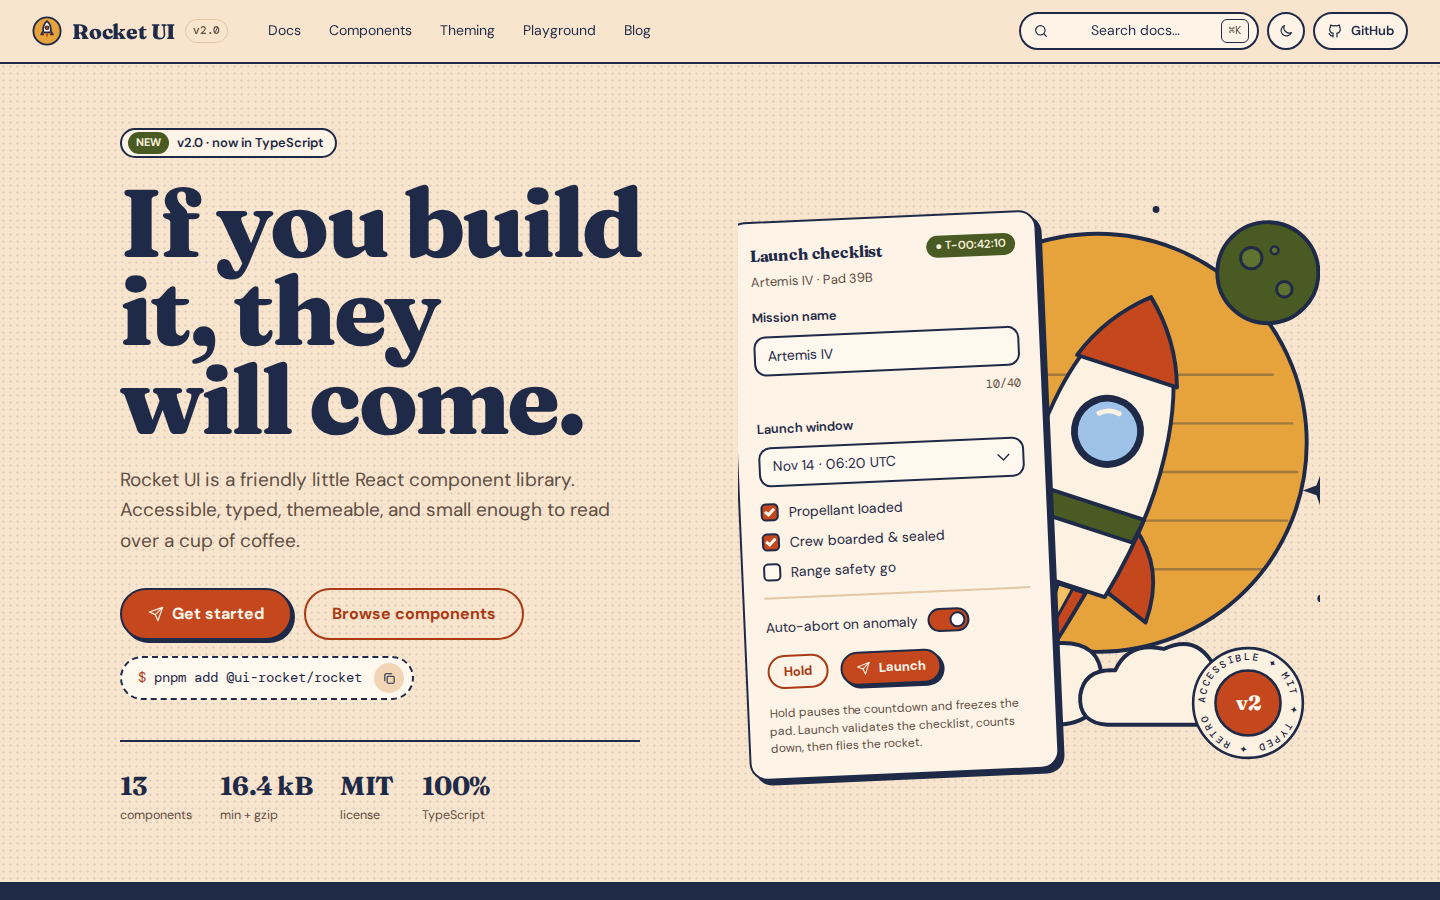 Rocket UI
v2.0
Docs
Components
Theming
Playground
Blog
Search docs…
⌘K
GitHub
NEW
v2.0 · now in TypeScript
If you build
it, they
will come.
Rocket UI is a friendly little React component library.
Accessible, typed, themeable, and small enough to read
over a cup of coffee.
Get started
Browse components
$ pnpm add @ui-rocket/rocket
13
components
16.4 kB
min + gzip
MIT
license
100%
TypeScript
Launch checklist
T-00:42:10
Artemis IV · Pad 39B
Mission name
Artemis IV
10/40
Launch window
Nov 14 · 06:20 UTC
Propellant loaded
Crew boarded & sealed
Range safety go
Auto-abort on anomaly
Hold
Launch
Hold pauses the countdown and freezes the
pad. Launch validates the checklist, counts
down, then flies the rocket.
ACCESSIBLE ✦ MIT ✦ TYPED ✦ RETRO
v2